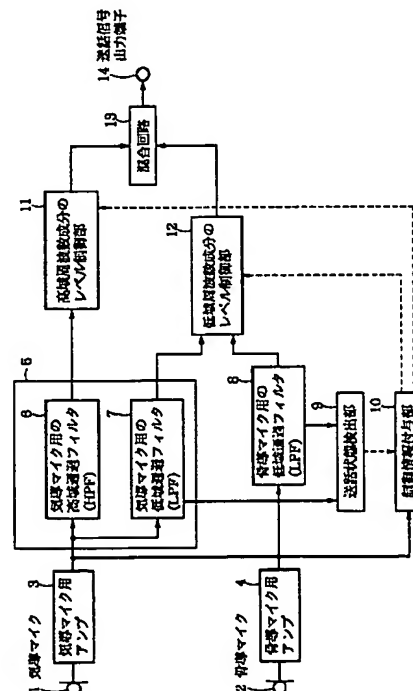 1 気導マイク
2 骨導マイク
3
気導マイク用
アンプ
4
骨導マイク用
アンプ
5
6
気導マイク用の
高域通過フィルタ
(HPF)
7
気導マイク用の
低域通過フィルタ
(LPF)
8
骨導マイク用の
低域通過フィルタ
(LPF)
9
送話状態検出部
10
制御情報付与部
11
高域周波数成分の
レベル制御部
12
低域周波数成分の
レベル制御部
13
混合回路
14 送話信号
出力端子